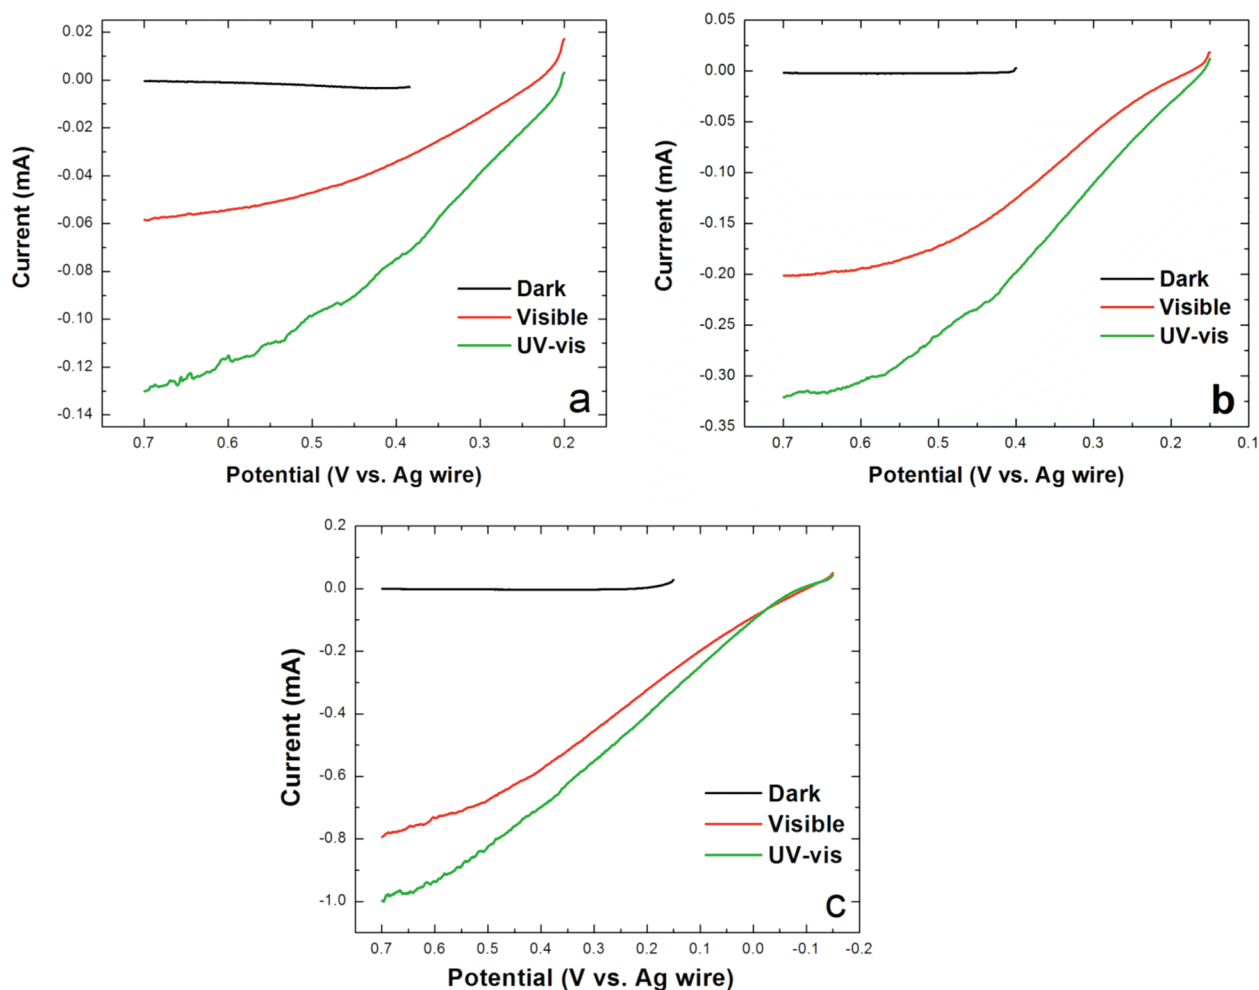 0.02
0.00
-0.02
-0.04
-0.06
-0.08
-0.10
-0.12
-0.14
Current (mA)
0.7 0.6 0.5 0.4 0.3 0.2
Potential (V vs. Ag wire)
Dark
Visible
UV-vis
a
0.05
0.00
-0.05
-0.10
-0.15
-0.20
-0.25
-0.30
-0.35
Currrent (mA)
0.7 0.6 0.5 0.4 0.3 0.2 0.1
Potential (V vs. Ag wire)
Dark
Visible
UV-vis
b
0.2
0.0
-0.2
-0.4
-0.6
-0.8
-1.0
Current (mA)
0.7 0.6 0.5 0.4 0.3 0.2 0.1 0.0 -0.1 -0.2
Potential (V vs. Ag wire)
Dark
Visible
UV-vis
c